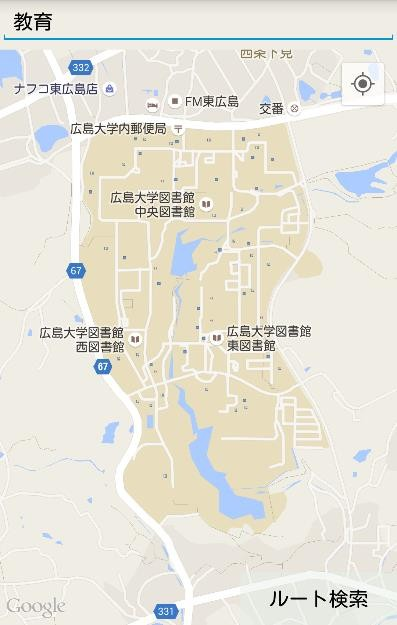 教育
西条下見
332
ナフコ東広島店
FM東広島
交番
広島大学内郵便局
広島大学図書館
中央図書館
67
広島大学図書館
西図書館
広島大学図書館
東図書館
67
Google
331
ルート検索